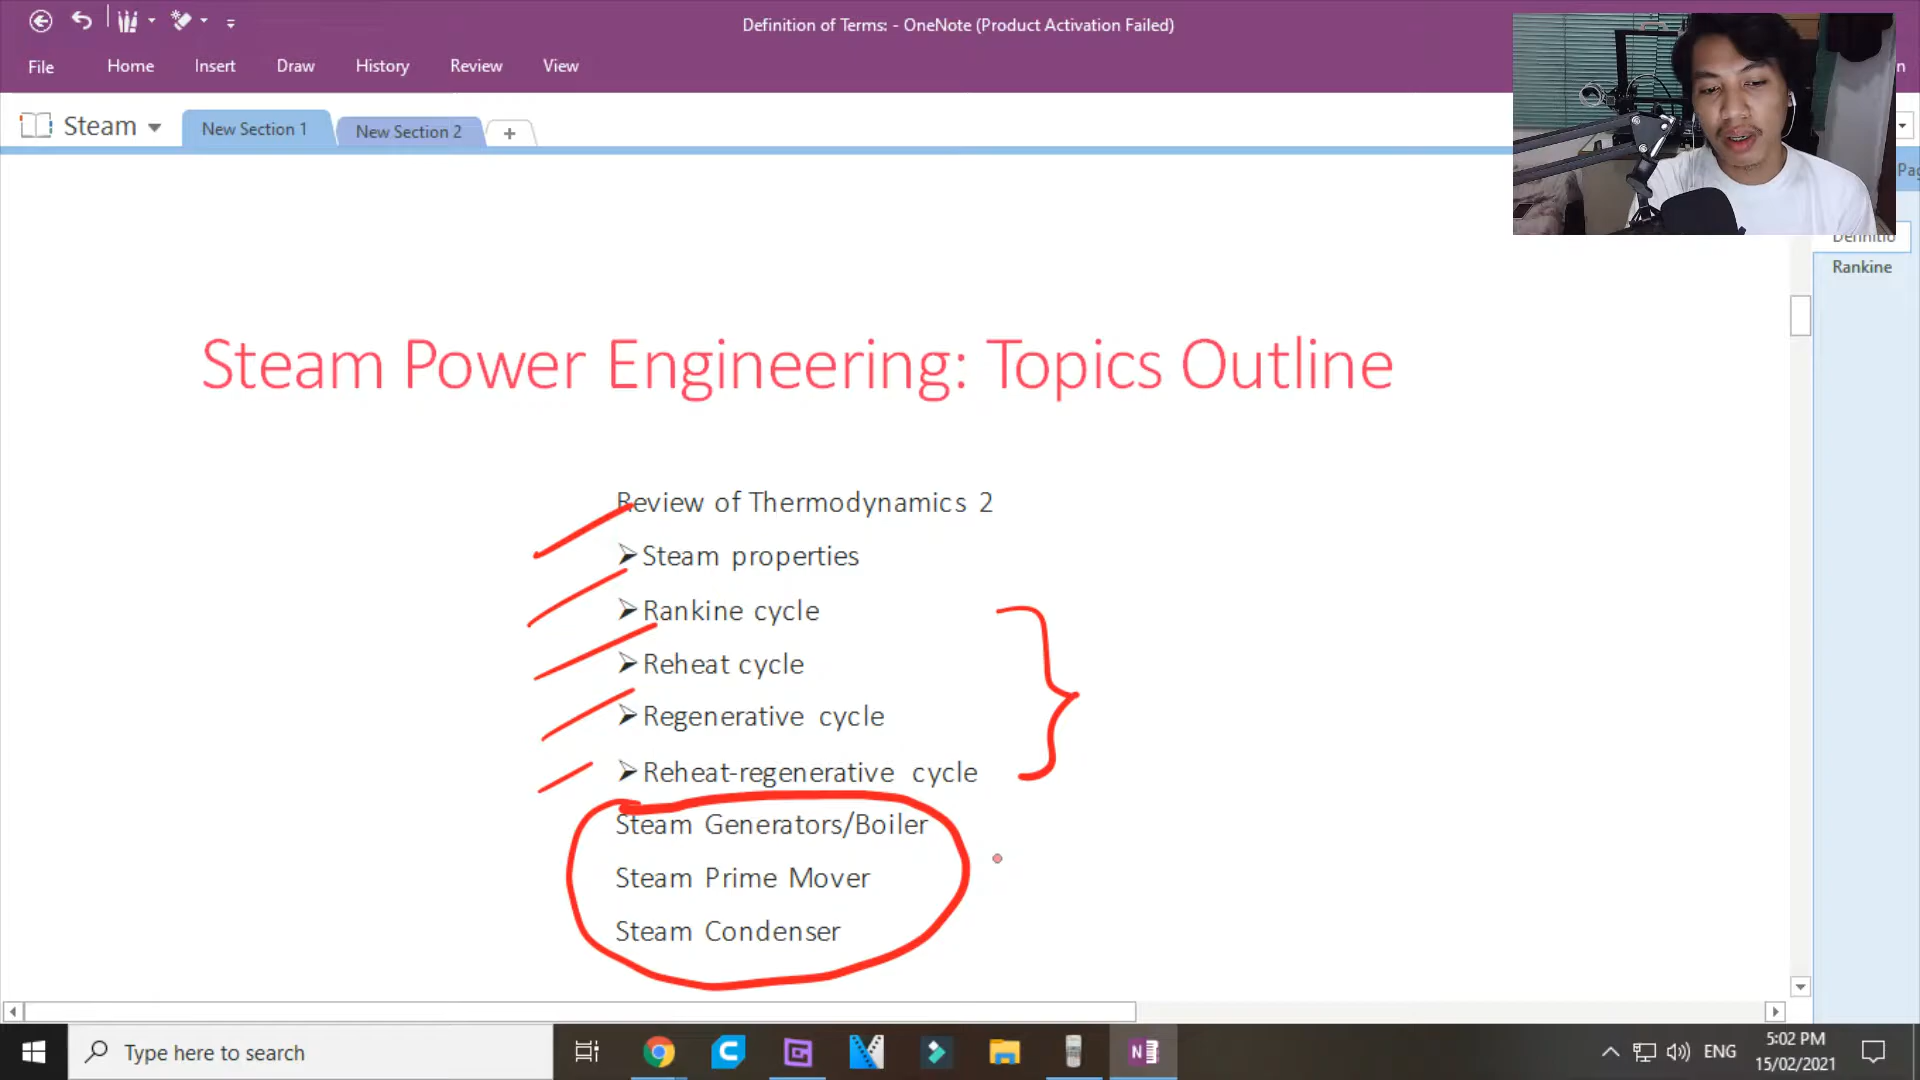 Definition of Terms: - OneNote (Product Activation Failed)
File Home Insert Draw History Review View
Steam New Section 1 New Section 2 +
Rankine
Steam Power Engineering: Topics Outline
Review of Thermodynamics 2
Steam properties
Rankine cycle
Reheat cycle
Regenerative cycle
Reheat-regenerative cycle
Steam Generators/Boiler
Steam Prime Mover
Steam Condenser
Type here to search
ENG
5:02 PM
15/02/2021